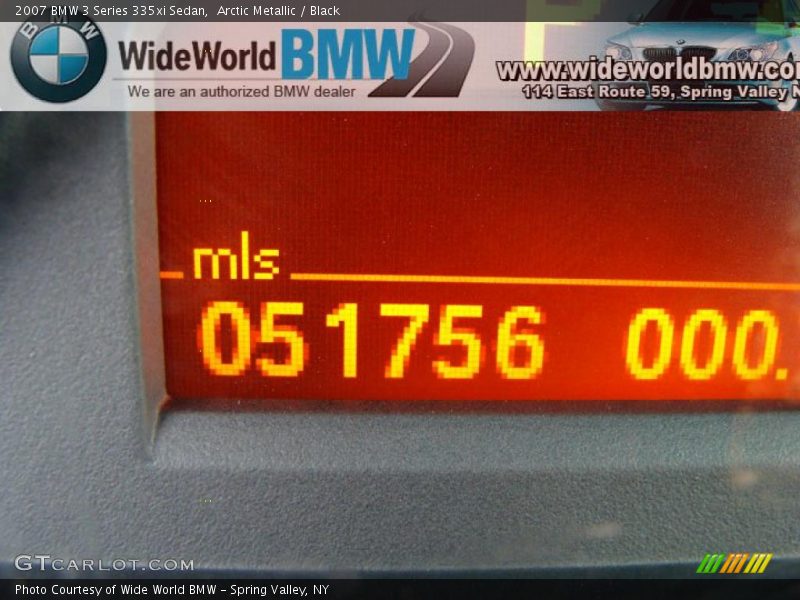 2007 BMW 3 Series 335xi Sedan, Arctic Metallic / Black
BMW WideWorld BMW
www.wideworldbmw.co
We are an authorized BMW dealer
114 East Route 59, Spring Valley N
mls
051756 000.
GTcarlot.com
Photo Courtesy of Wide World BMW - Spring Valley, NY